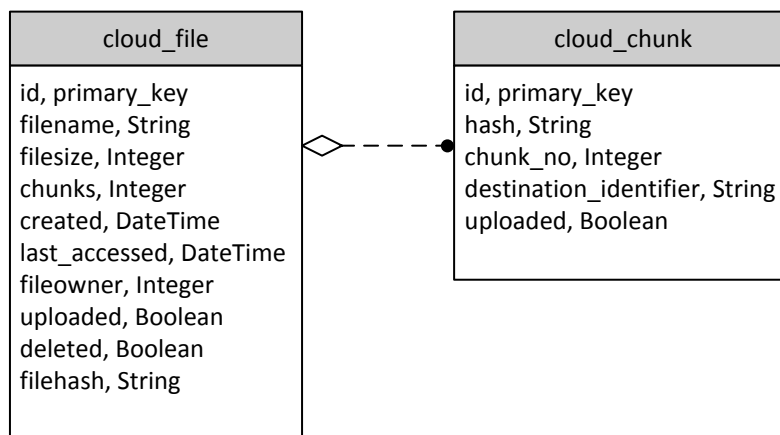 cloud_file
id, primary_key
filename, String
filesize, Integer
chunks, Integer
created, DateTime
last_accessed, DateTime
fileowner, Integer
uploaded, Boolean
deleted, Boolean
filehash, String
cloud_chunk
id, primary_key
hash, String
chunk_no, Integer
destination_identifier, String
uploaded, Boolean